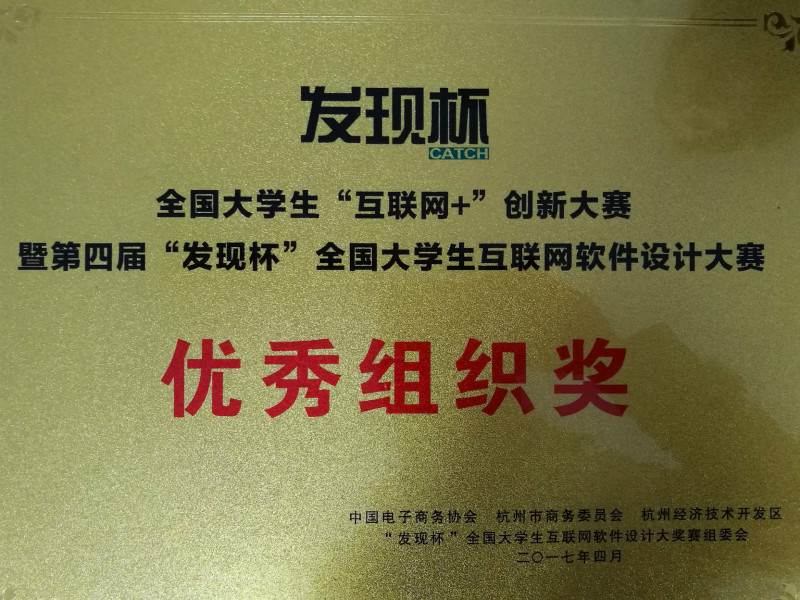 发现杯
CATCH
全国大学生“互联网+”创新大赛
暨第四届“发现杯”全国大学生互联网软件设计大赛
优秀组织奖
中国电子商务协会 杭州市商务委员会 杭州经济技术开发区
“发现杯”全国大学生互联网软件设计大奖赛组委会
二〇一七年四月